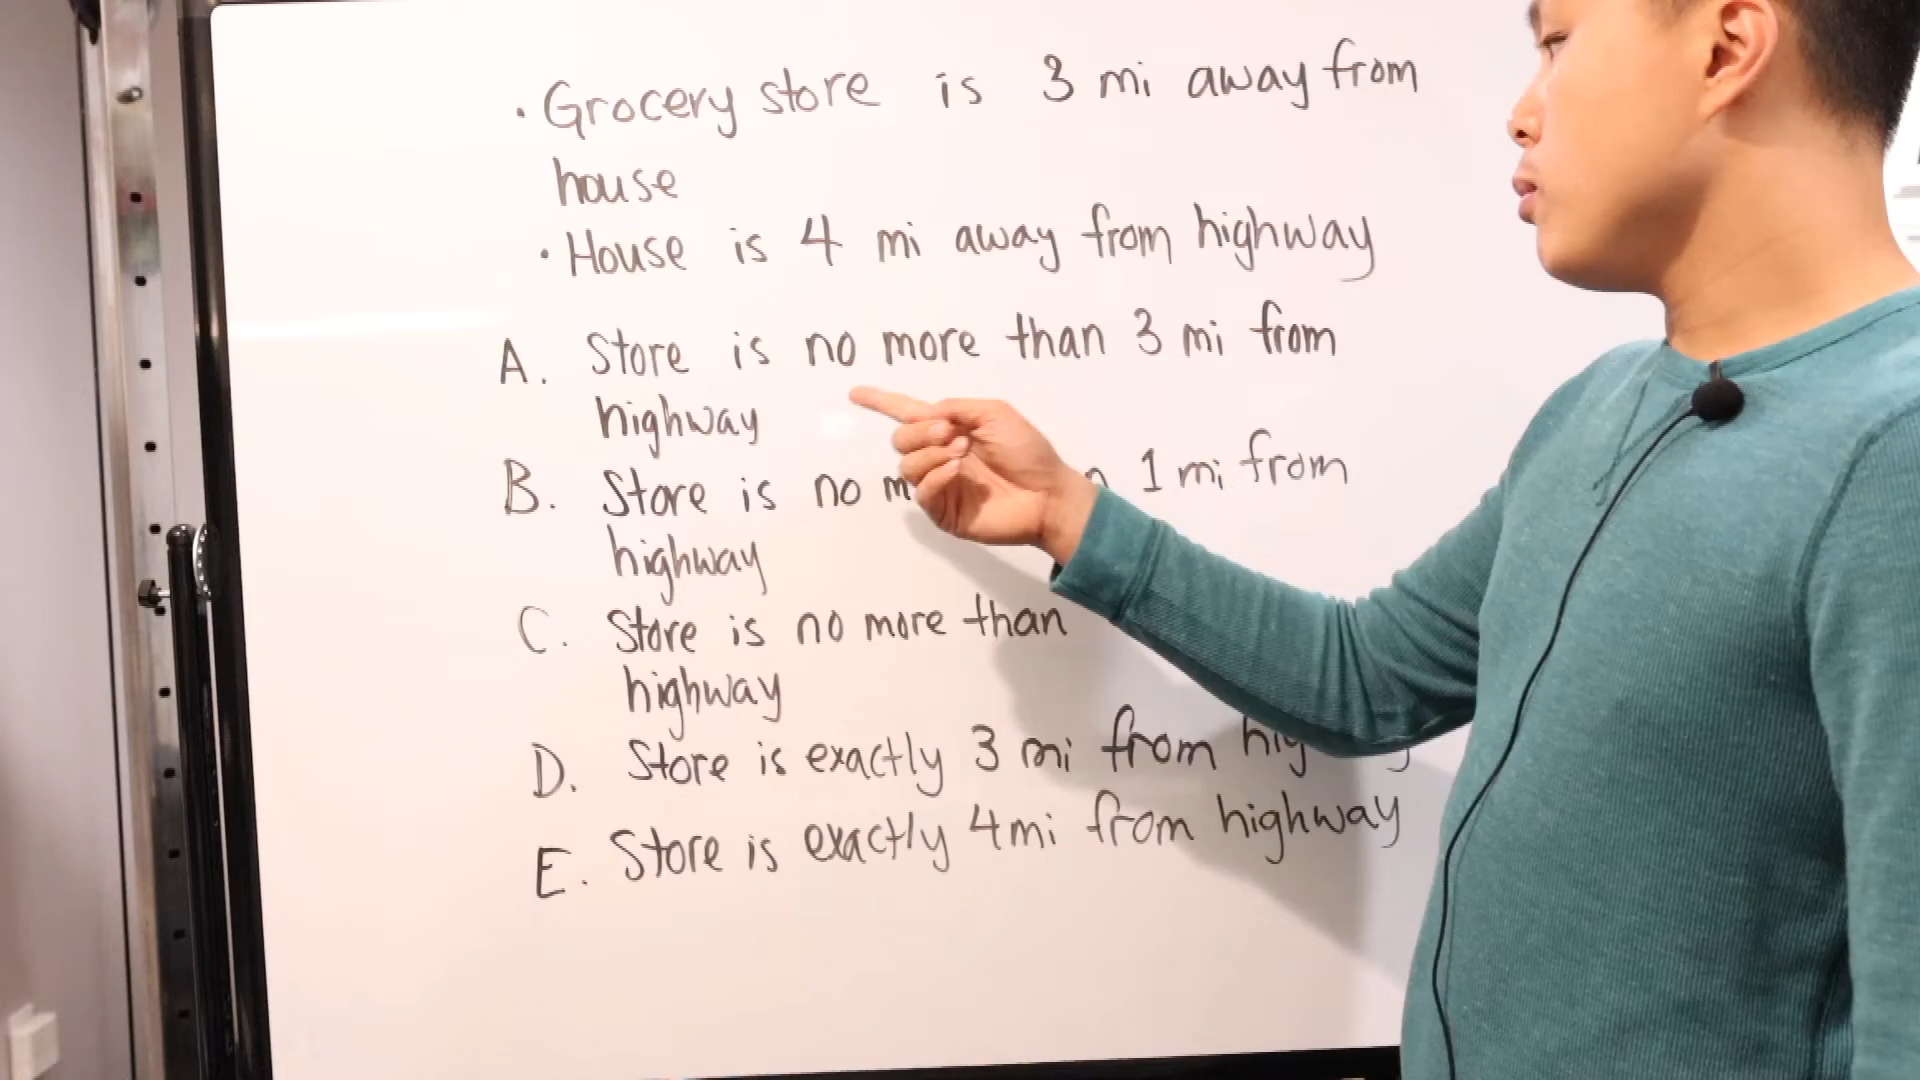 • Grocery store is 3 mi away from
house
• House is 4 mi away from highway
A. Store is no more than 3 mi from
highway
B. Store is no 1 mi from
highway
C. Store is no more than
highway
D. Store is exactly 3 mi from
E. Store is exactly 4 mi from highway